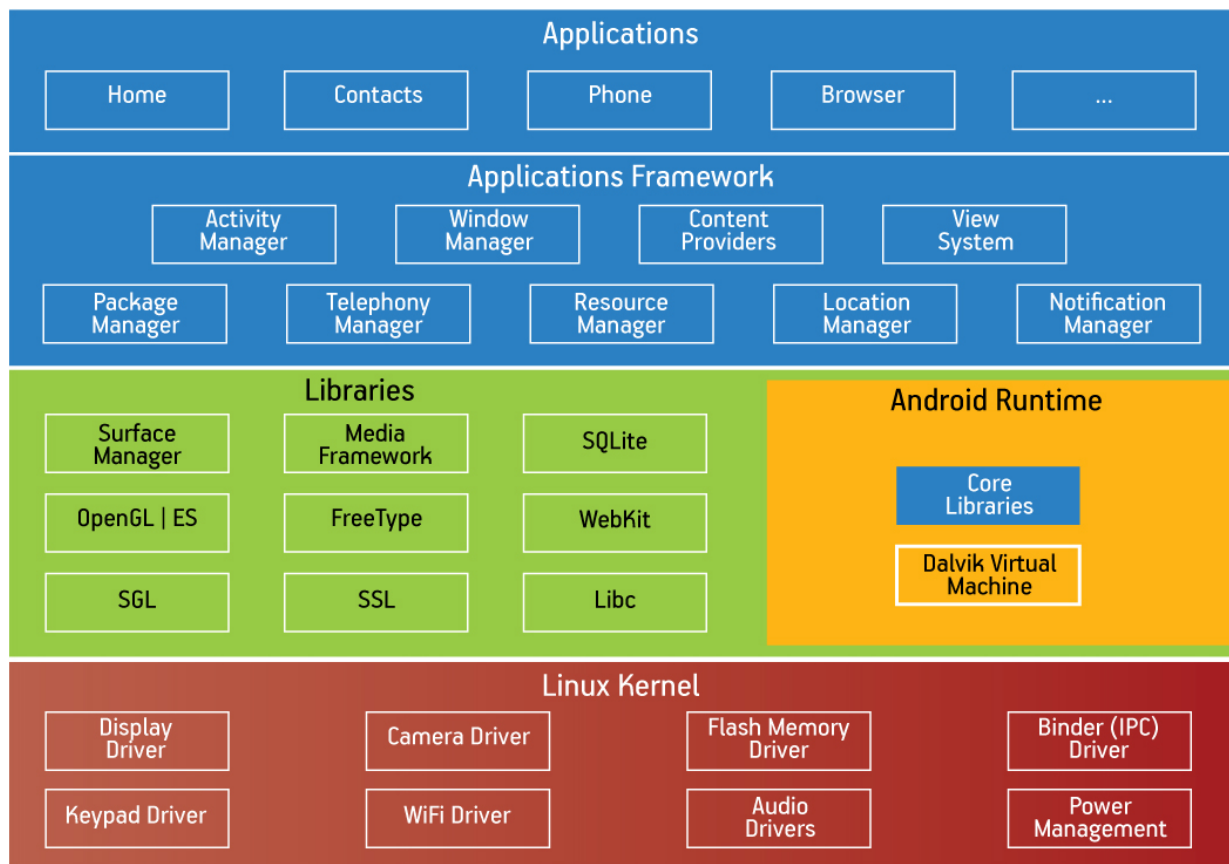 Applications
Home
Contacts
Phone
Browser
...
Applications Framework
Activity
Manager
Window
Manager
Content
Providers
View
System
Package
Manager
Telephony
Manager
Resource
Manager
Location
Manager
Notification
Manager
Libraries
Surface
Manager
Media
Framework
SQLite
OpenGL | ES
FreeType
WebKit
SGL
SSL
Libc
Android Runtime
Core
Libraries
Dalvik Virtual
Machine
Linux Kernel
Display
Driver
Camera Driver
Flash Memory
Driver
Binder (IPC)
Driver
Keypad Driver
WiFi Driver
Audio
Drivers
Power
Management